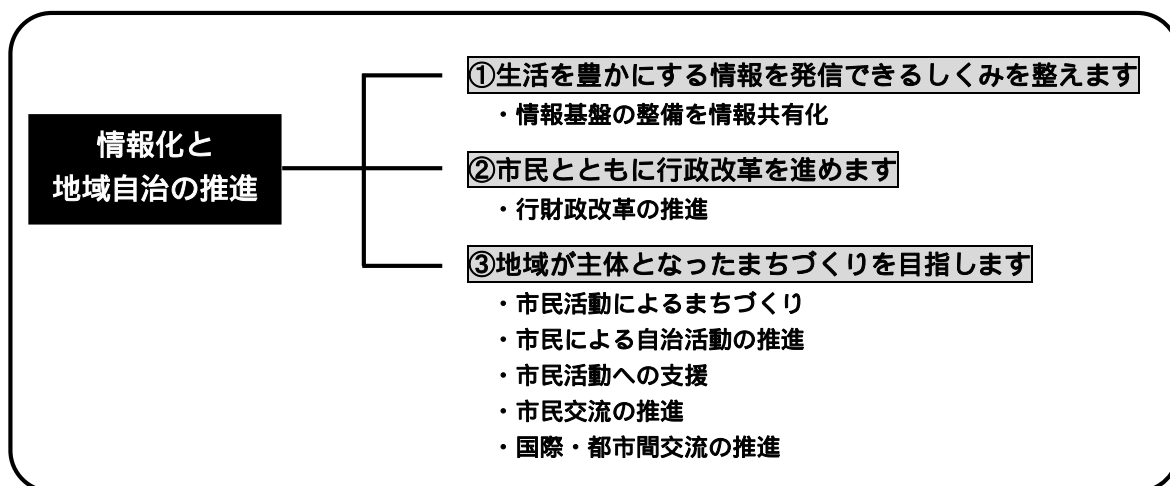 情報化と
地域自治の推進
①生活を豊かにする情報を発信できるしくみを整えます
・情報基盤の整備を情報共有化
②市民とともに行政改革を進めます
・行財政改革の推進
③地域が主体となったまちづくりを目指します
・市民活動によるまちづくり
・市民による自治活動の推進
・市民活動への支援
・市民交流の推進
・国際・都市間交流の推進